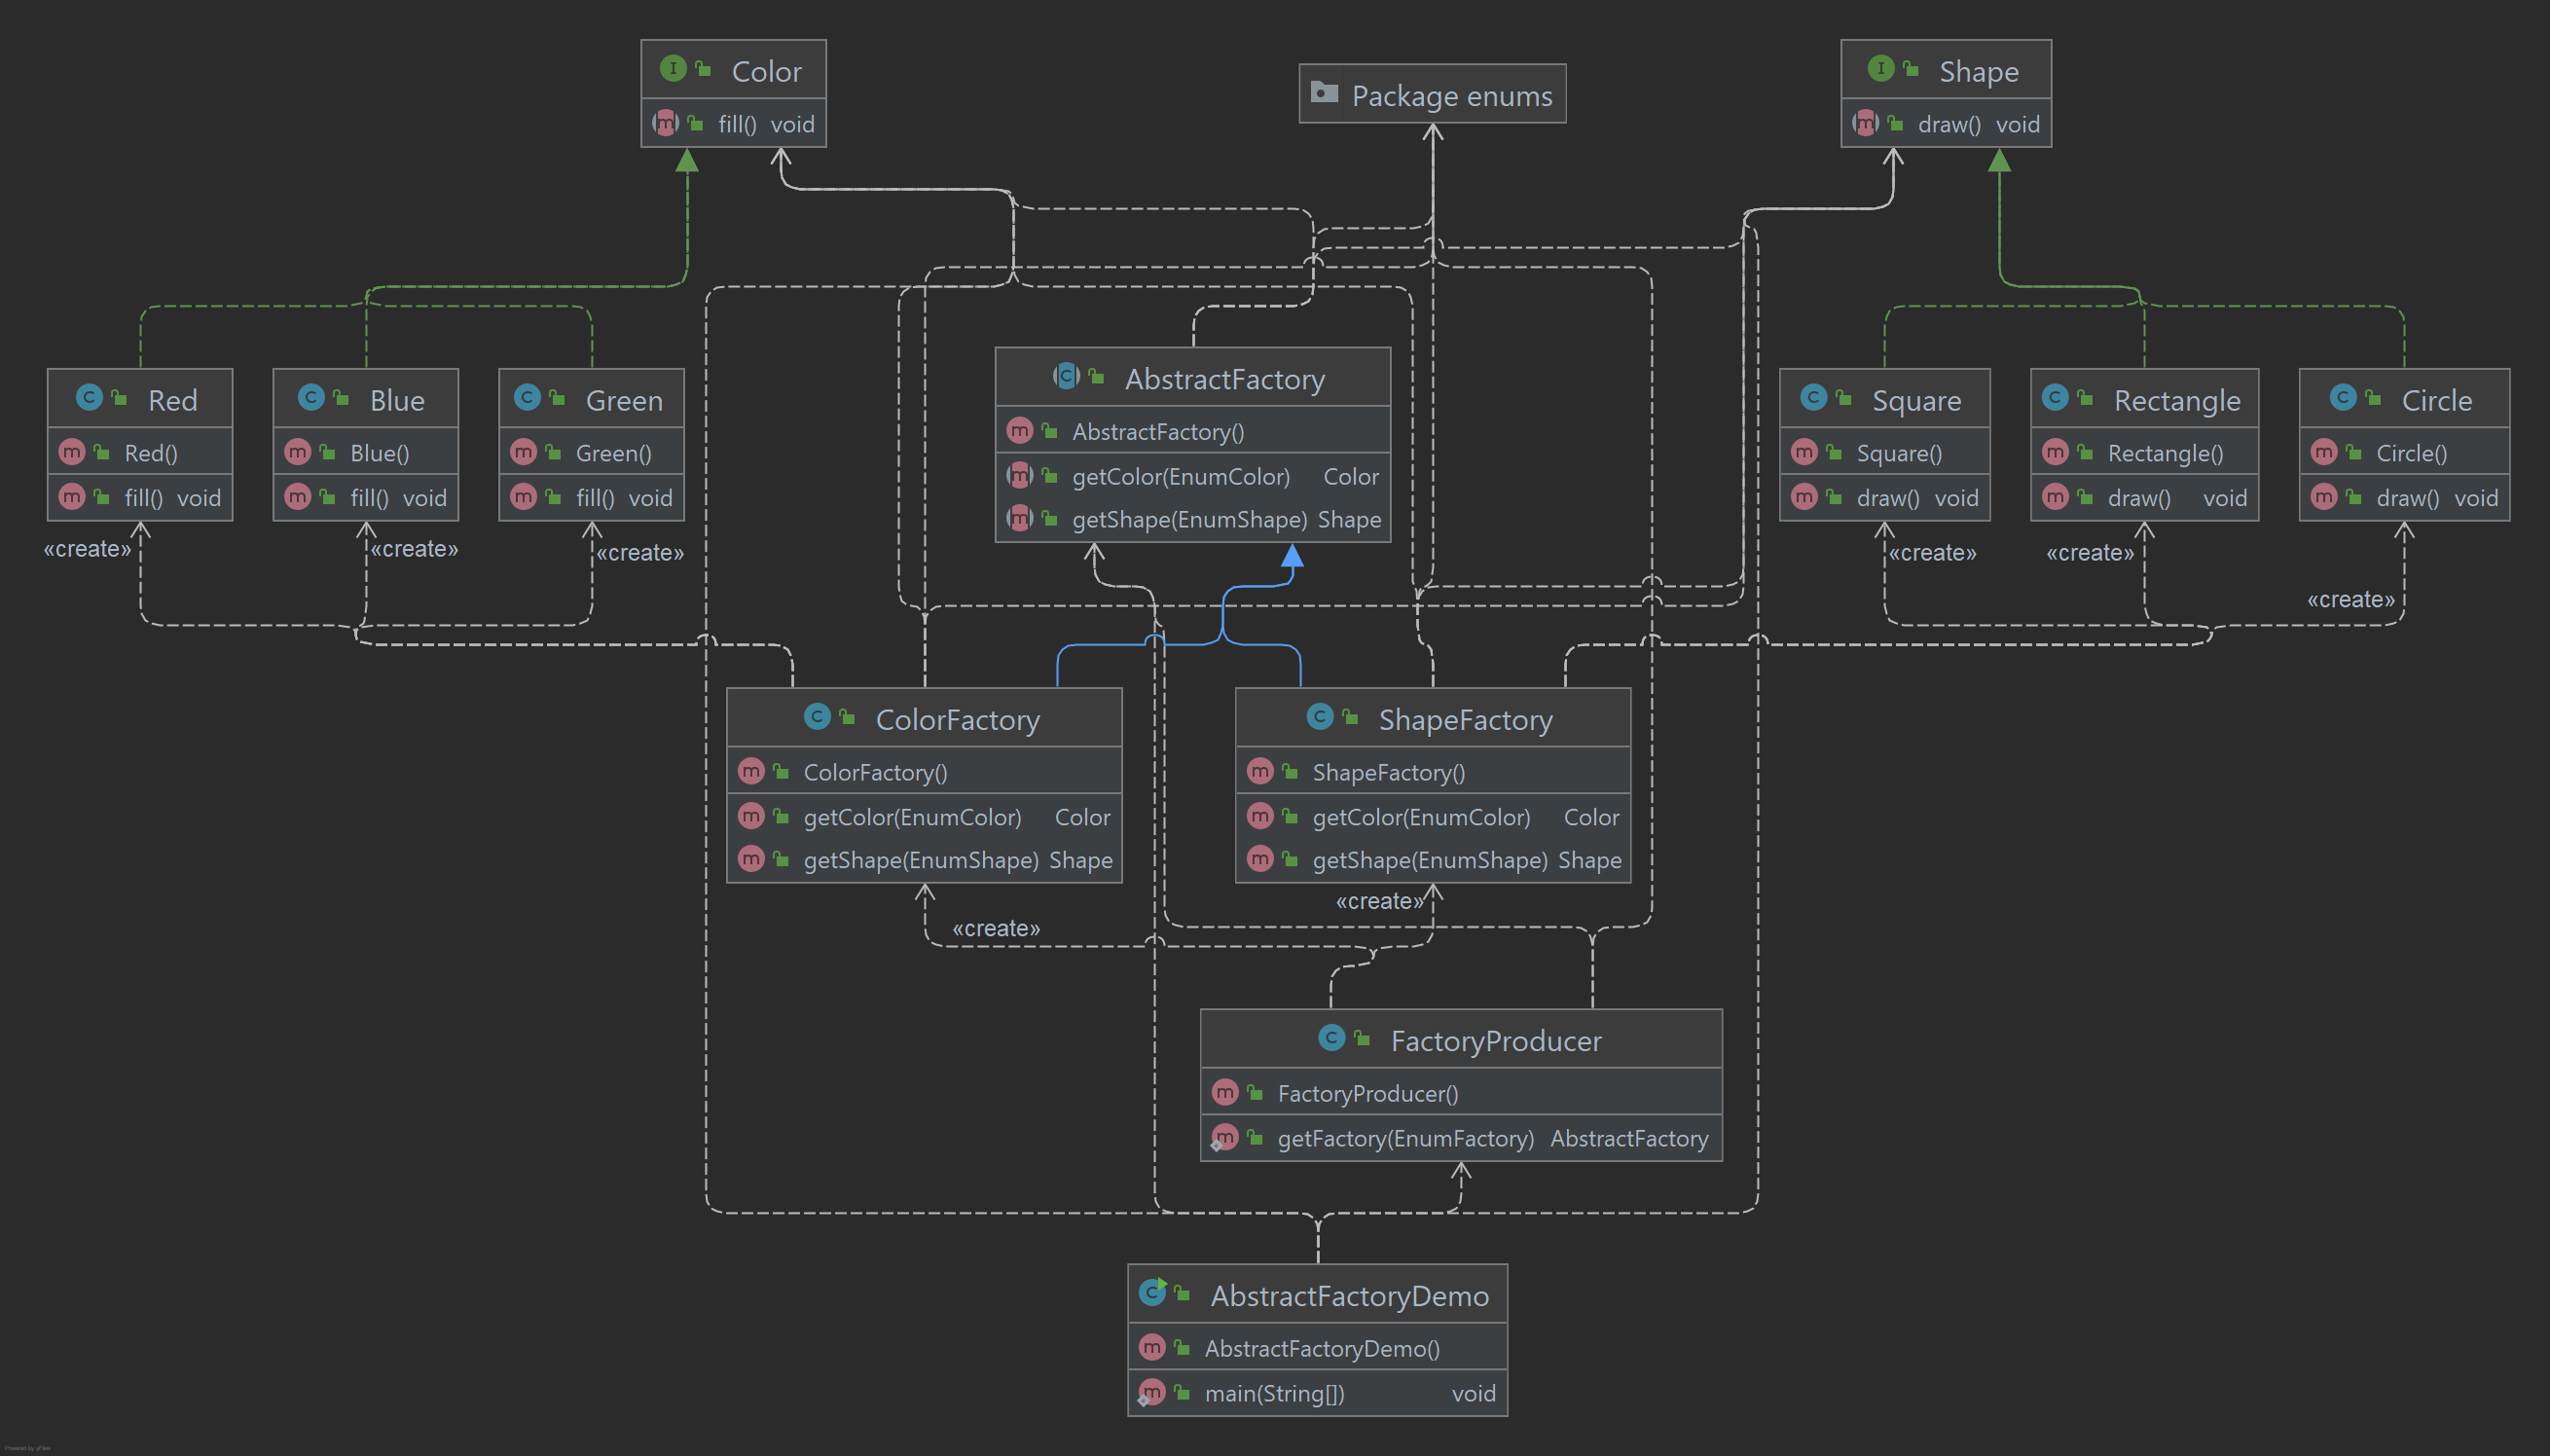 Color
fill() void
Package enums
Shape
draw() void
Red
Red()
fill() void
Blue
Blue()
fill() void
Green
Green()
fill() void
AbstractFactory
AbstractFactory()
getColor(EnumColor) Color
getShape(EnumShape) Shape
Square
Square()
draw() void
Rectangle
Rectangle()
draw() void
Circle
Circle()
draw() void
«create»
«create»
«create»
«create»
«create»
«create»
ColorFactory
ColorFactory()
getColor(EnumColor) Color
getShape(EnumShape) Shape
ShapeFactory
ShapeFactory()
getColor(EnumColor) Color
getShape(EnumShape) Shape
«create»
«create»
FactoryProducer
FactoryProducer()
getFactory(EnumFactory) AbstractFactory
AbstractFactoryDemo
AbstractFactoryDemo()
main(String[]) void
Powered by yFiles